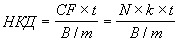 НКД = CF × t / B / m = N × k × t / B / m